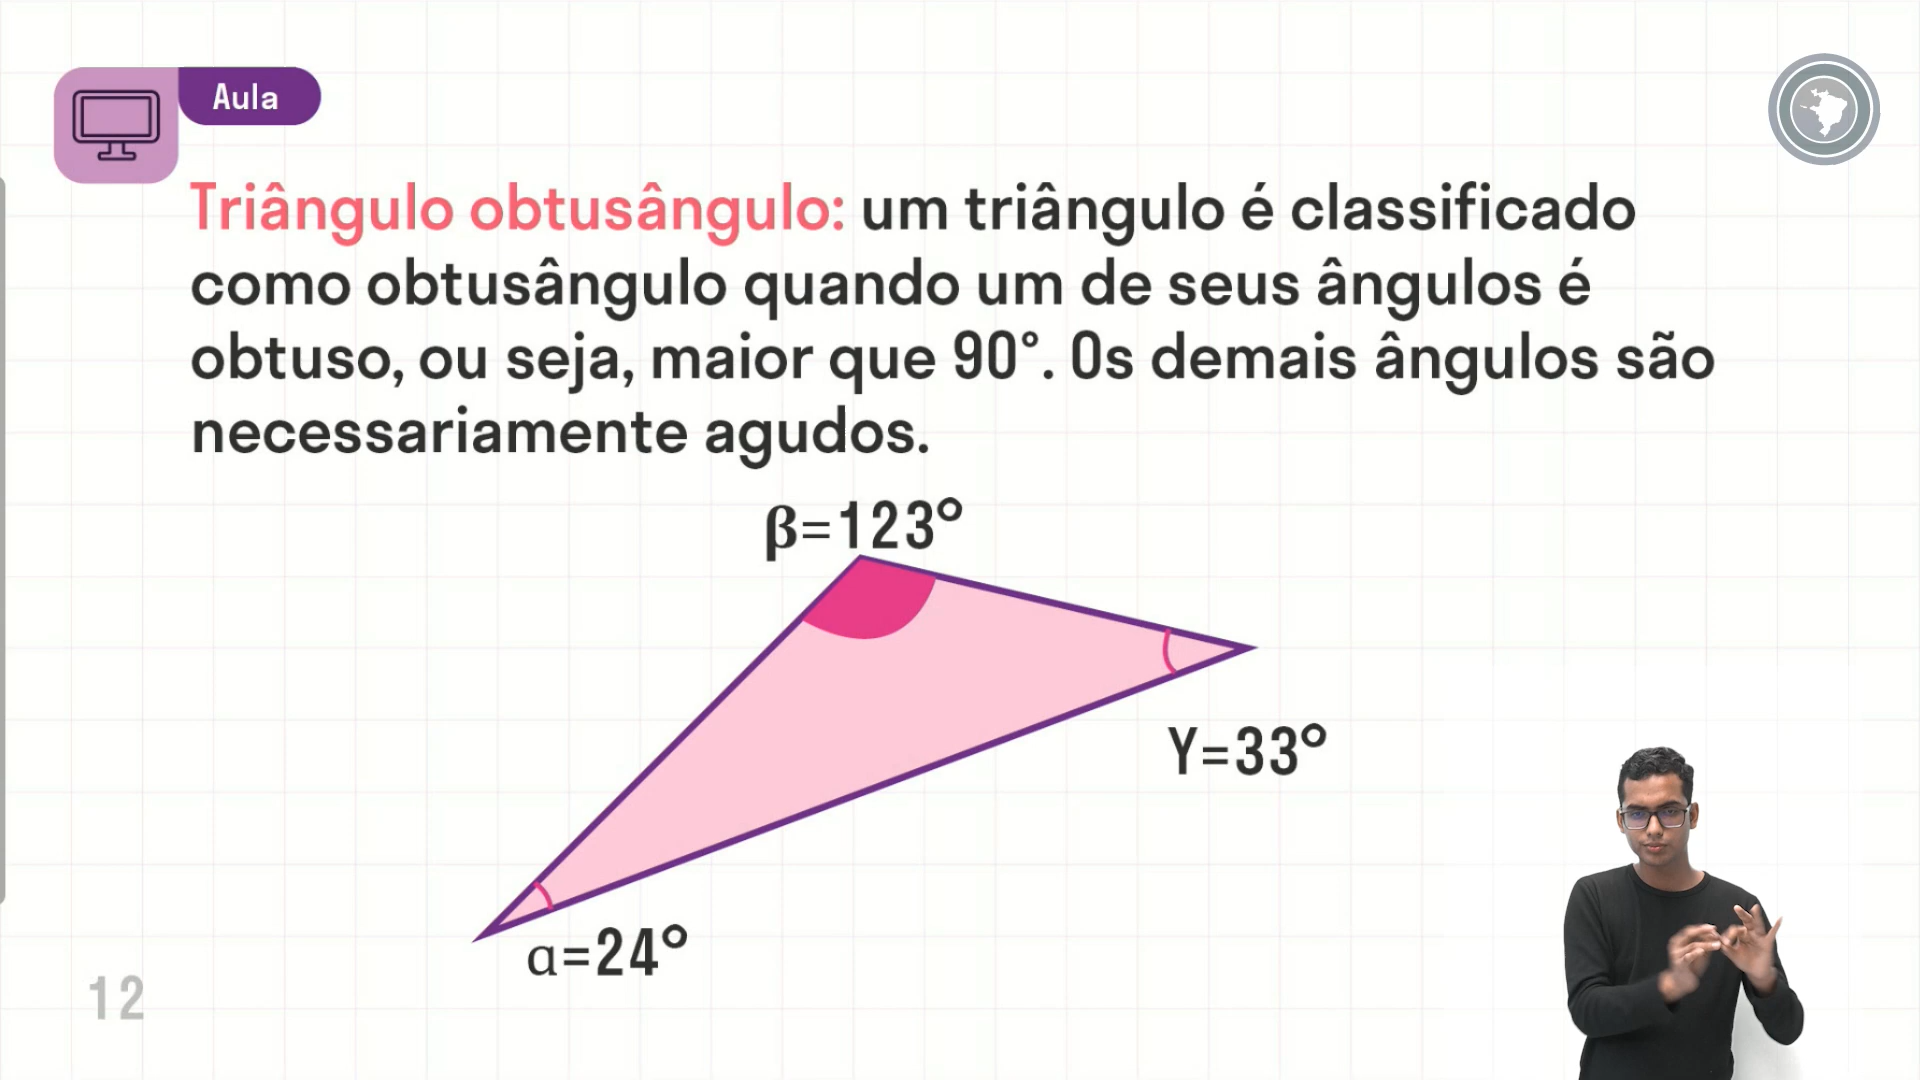 Aula
Triângulo obtusângulo: um triângulo é classificado
como obtusângulo quando um de seus ângulos é
obtuso, ou seja, maior que 90°. Os demais ângulos são
necessariamente agudos.
β=123°
Y=33°
α=24°
12